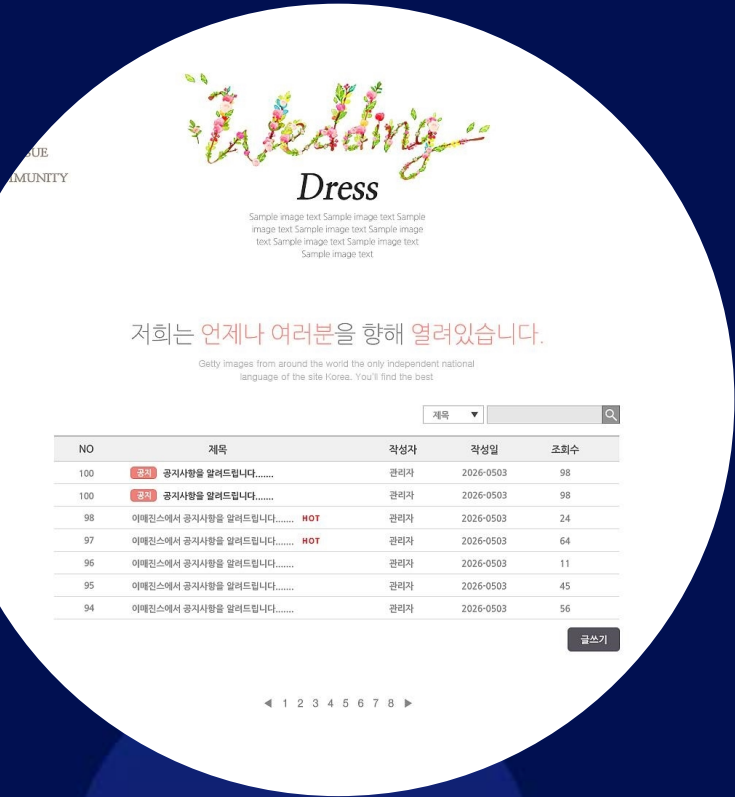 Wedding
Dress
Sample image text Sample image text Sample
image text Sample image text Sample image
text Sample image text Sample image text
Sample image text
MUNITY
저희는 언제나 여러분을 향해 열려있습니다.
Getty images from around the world the only independent national
language of the site Korea. You'll find the best
제목 ▼
NO 제목 작성자 작성일 조회수
100 공지 공지사항을 알려드립니다....... 관리자 2026-0503 98
100 공지 공지사항을 알려드립니다....... 관리자 2026-0503 98
98 이매진스에서 공지사항을 알려드립니다....... HOT 관리자 2026-0503 24
97 이매진스에서 공지사항을 알려드립니다....... HOT 관리자 2026-0503 64
96 이매진스에서 공지사항을 알려드립니다....... 관리자 2026-0503 11
95 이매진스에서 공지사항을 알려드립니다....... 관리자 2026-0503 45
94 이매진스에서 공지사항을 알려드립니다....... 관리자 2026-0503 56
글쓰기
◀ 1 2 3 4 5 6 7 8 ▶